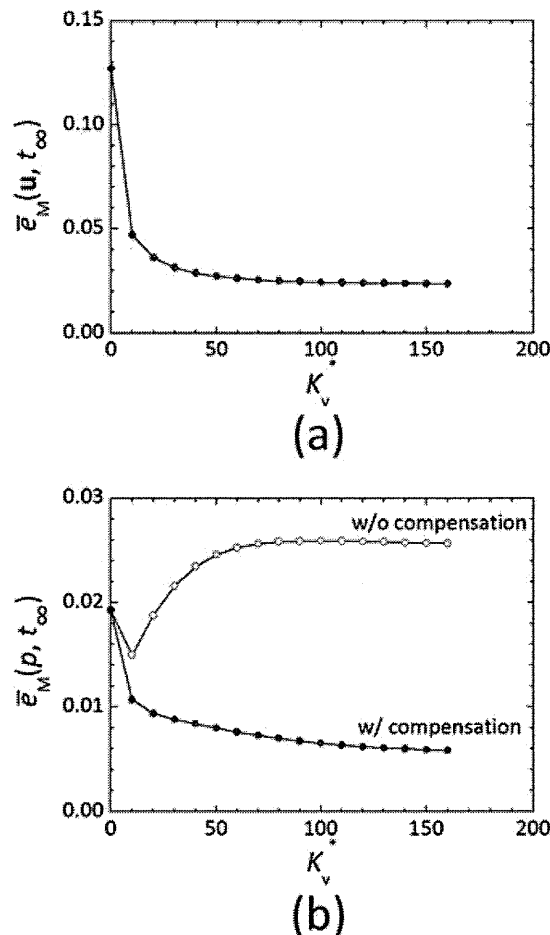 0.15
0.10
0.05
0.00
ē_M(u, t_∞)
0 50 100 150 200
K_v^*
(a)
0.03
w/o compensation
0.02
ē_M(p, t_∞)
0.01
w/ compensation
0.00
0 50 100 150 200
K_v^*
(b)